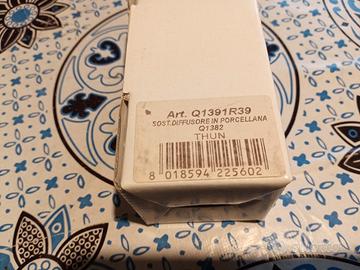 Art. Q1391R39
SOST.DIFFUSORE IN PORCELLANA
Q1382
THUN
8 018594 225602